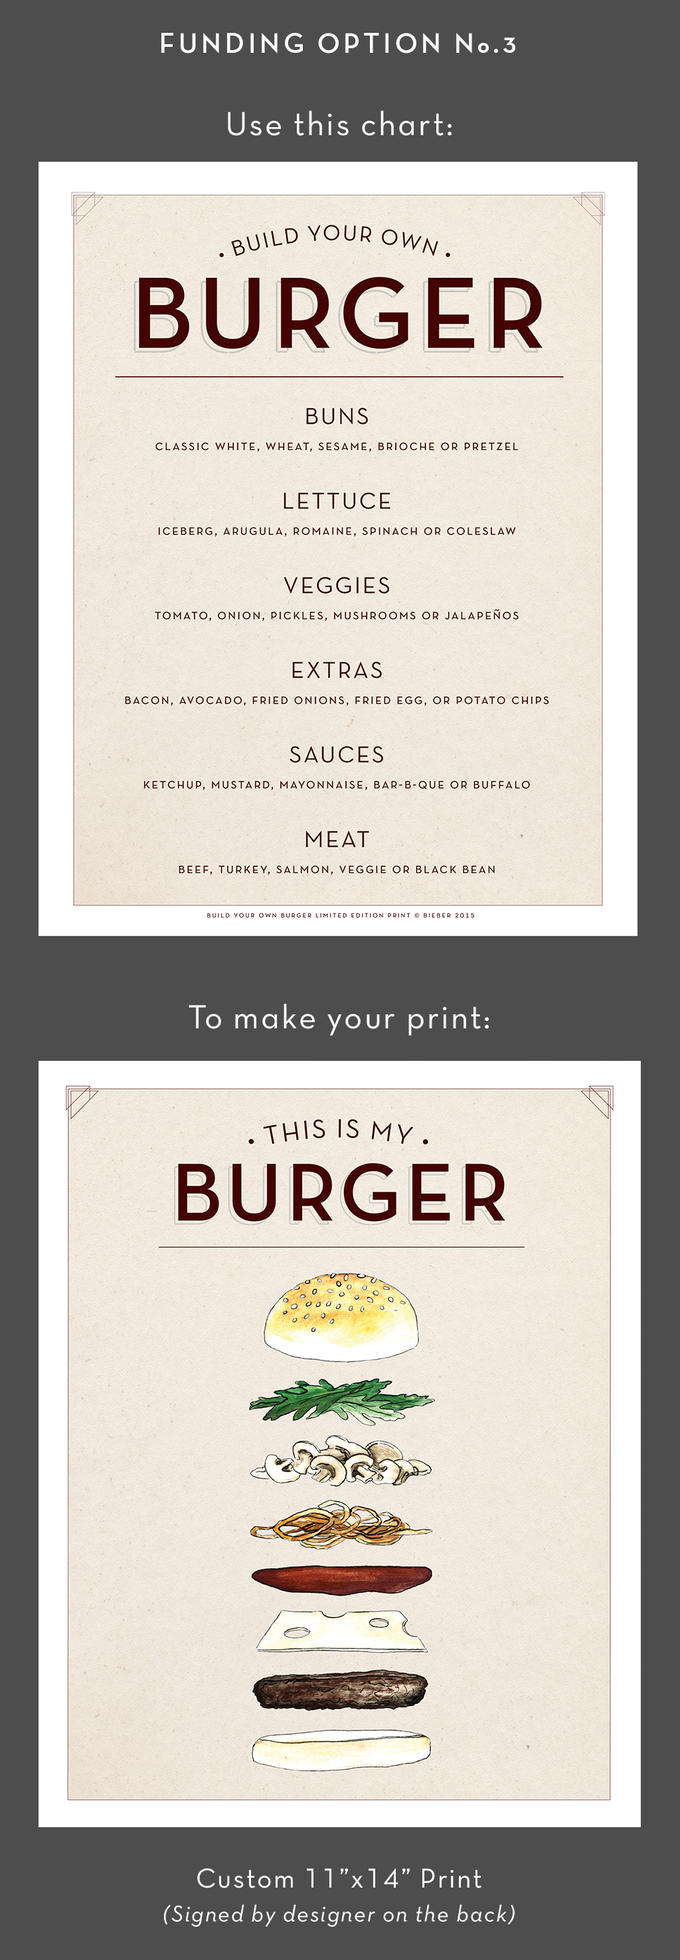 FUNDING OPTION No.3
Use this chart:
• BUILD YOUR OWN •
BURGER
BUNS
CLASSIC WHITE, WHEAT, SESAME, BRIOCHE OR PRETZEL
LETTUCE
ICEBERG, ARUGULA, ROMAINE, SPINACH OR COLESLAW
VEGGIES
TOMATO, ONION, PICKLES, MUSHROOMS OR JALAPEÑOS
EXTRAS
BACON, AVOCADO, FRIED ONIONS, FRIED EGG, OR POTATO CHIPS
SAUCES
KETCHUP, MUSTARD, MAYONNAISE, BAR-B-QUE OR BUFFALO
MEAT
BEEF, TURKEY, SALMON, VEGGIE OR BLACK BEAN
BUILD YOUR OWN BURGER LIMITED EDITION PRINT © BIEBER 2015
To make your print:
• THIS IS MY •
BURGER
Custom 11”x14” Print
(Signed by designer on the back)